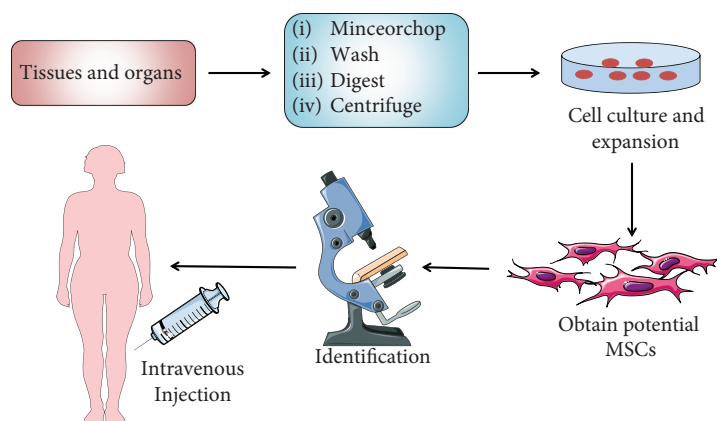 Tissues and organs
(i) Minceorchop
(ii) Wash
(iii) Digest
(iv) Centrifuge
Cell culture and
expansion
Obtain potential
MSCs
Identification
Intravenous
Injection